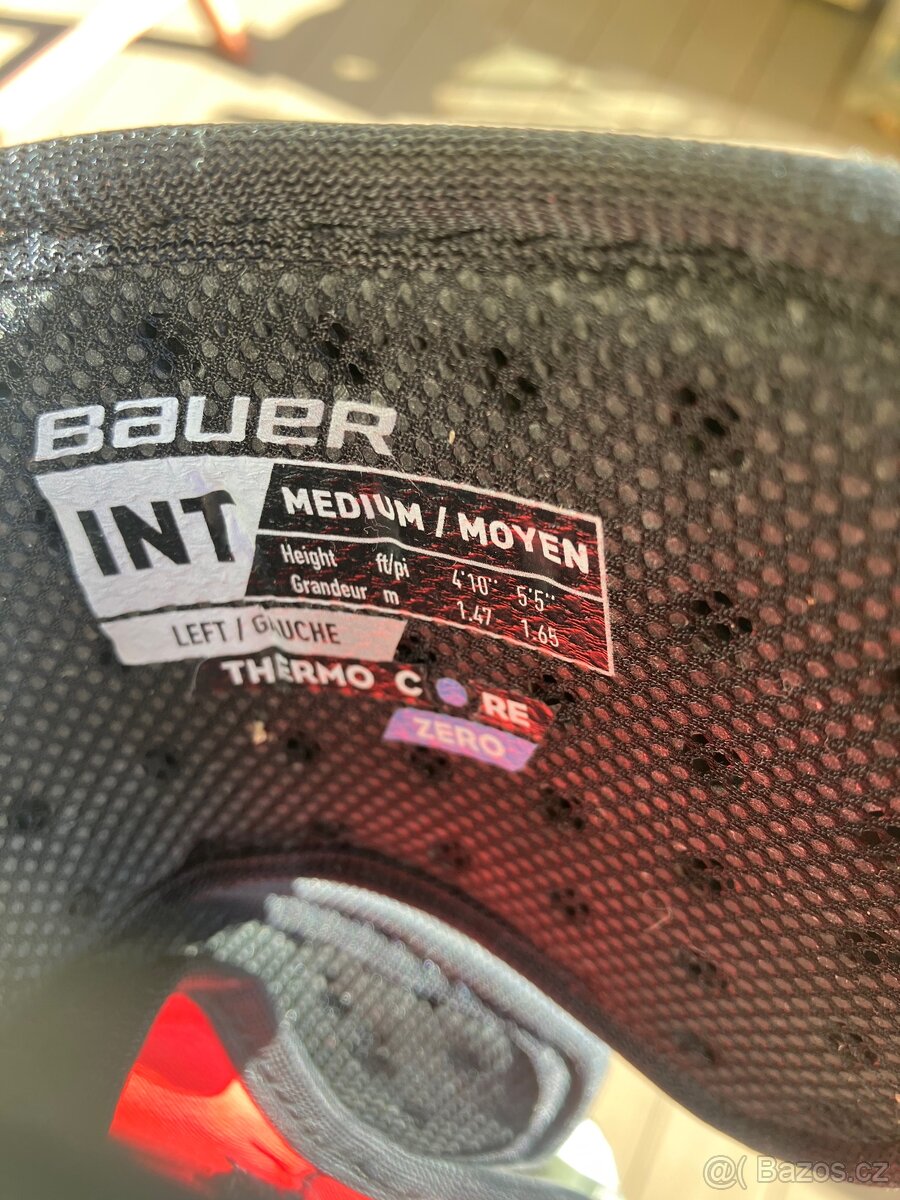 BAUER
INT
MEDIUM / MOYEN
Height ft/pi 4'10" 5'5"
Grandeur m 1.47 1.65
LEFT / GAUCHE
THERMO CORE
ZERO
@( Bazos.cz